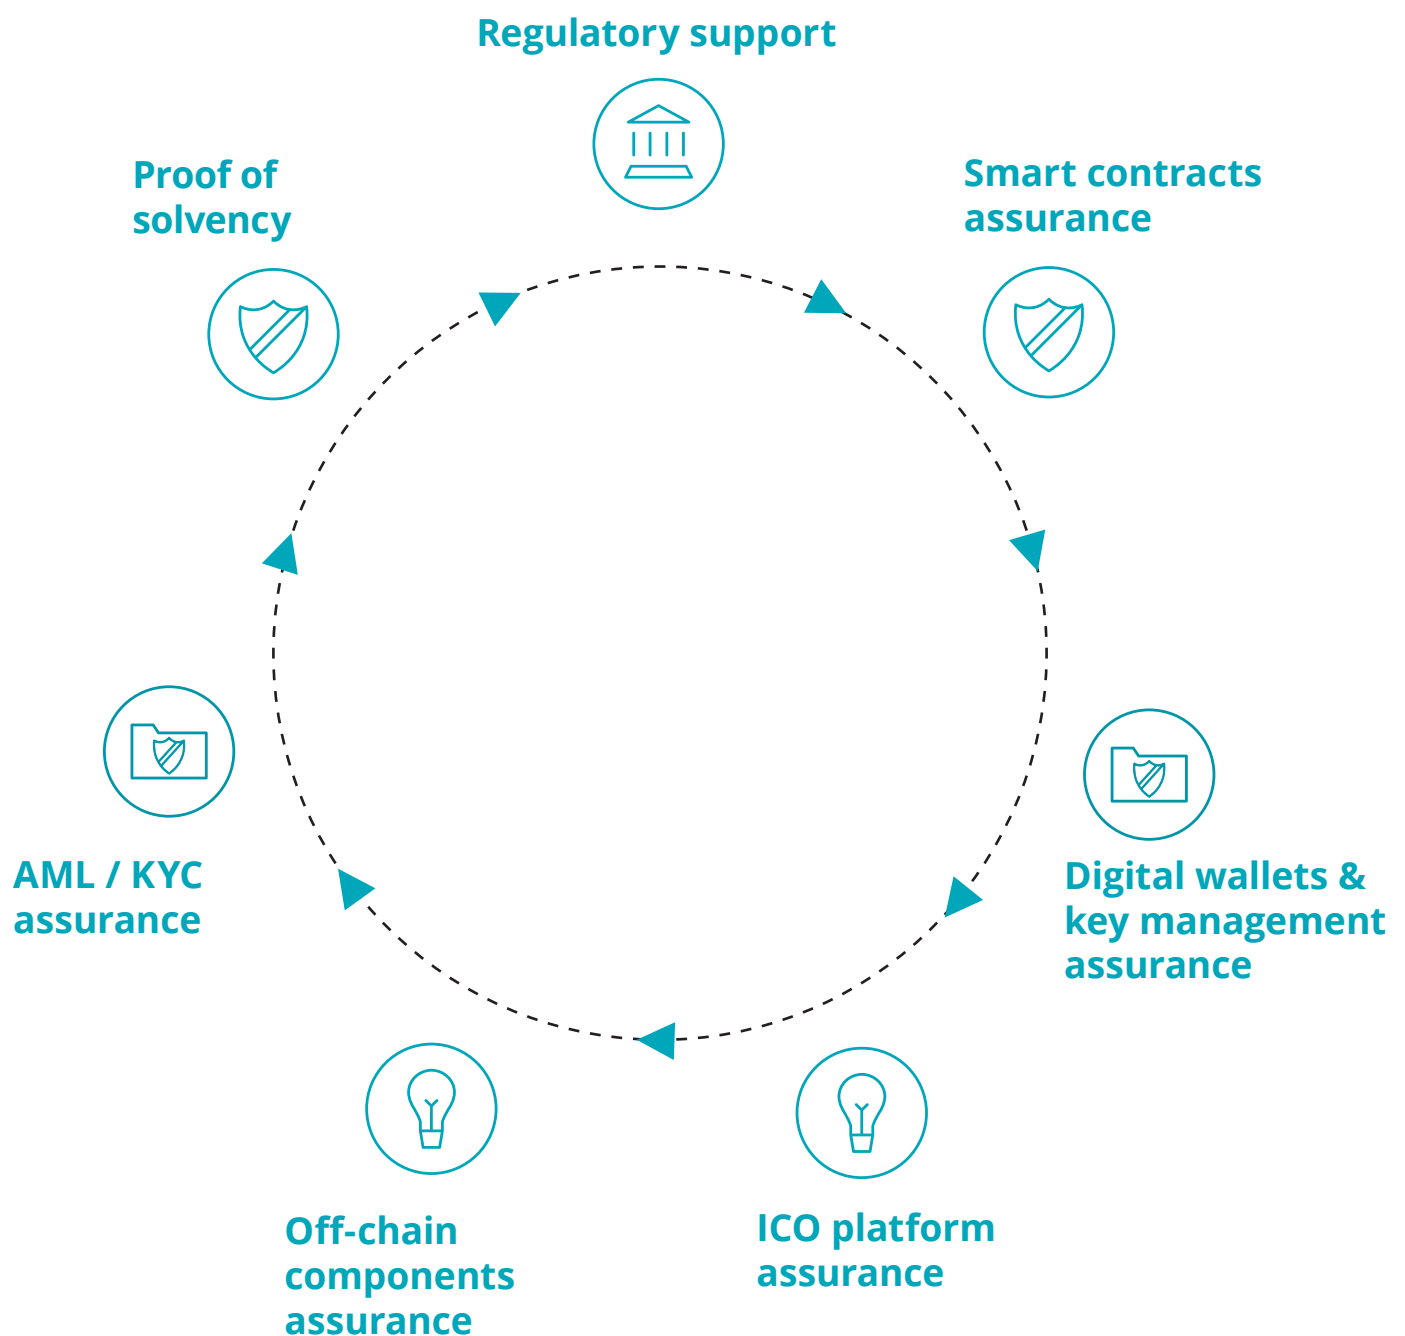 Regulatory support
Smart contracts
assurance
Digital wallets &
key management
assurance
ICO platform
assurance
Off-chain
components
assurance
AML / KYC
assurance
Proof of
solvency